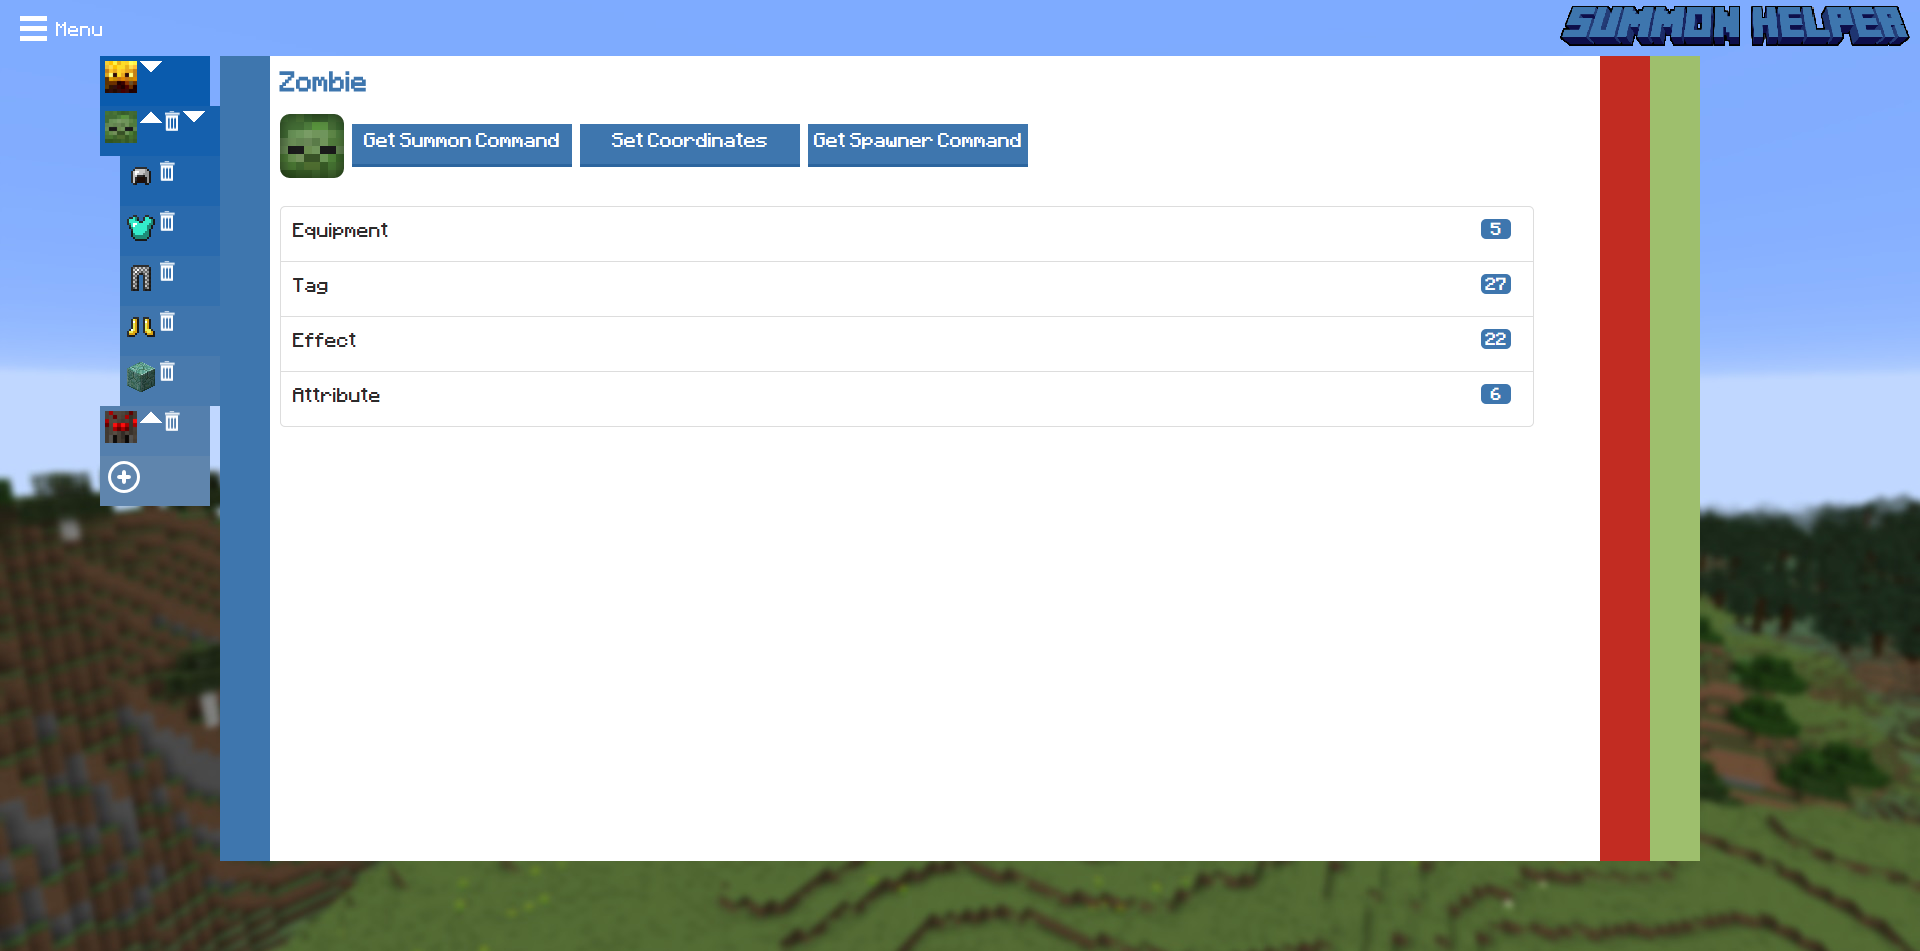 Menu
SUMMON HELPER
Zombie
Get Summon Command
Set Coordinates
Get Spawner Command
Equipment 5
Tag 27
Effect 22
Attribute 6